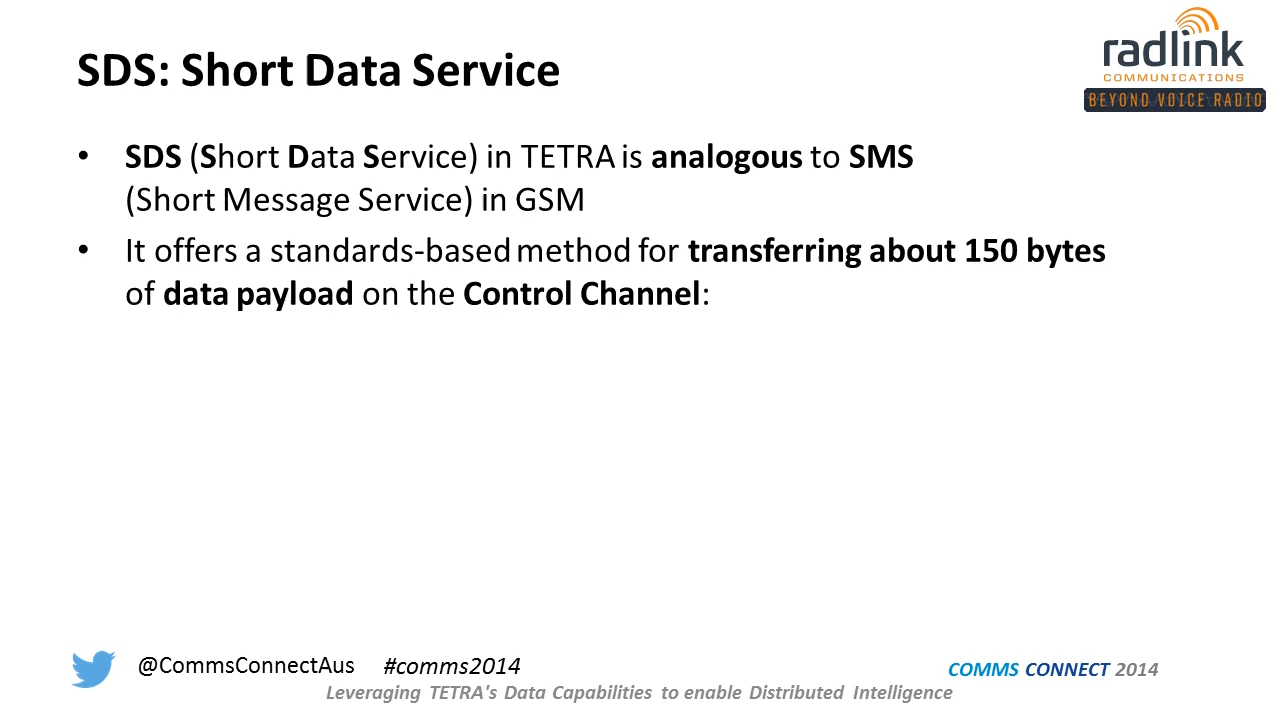 SDS: Short Data Service
radlink
COMMUNICATIONS
BEYOND VOICE RADIO
• SDS (Short Data Service) in TETRA is analogous to SMS
(Short Message Service) in GSM
• It offers a standards-based method for transferring about 150 bytes
of data payload on the Control Channel:
@CommsConnectAus #comms2014
COMMS CONNECT 2014
Leveraging TETRA's Data Capabilities to enable Distributed Intelligence